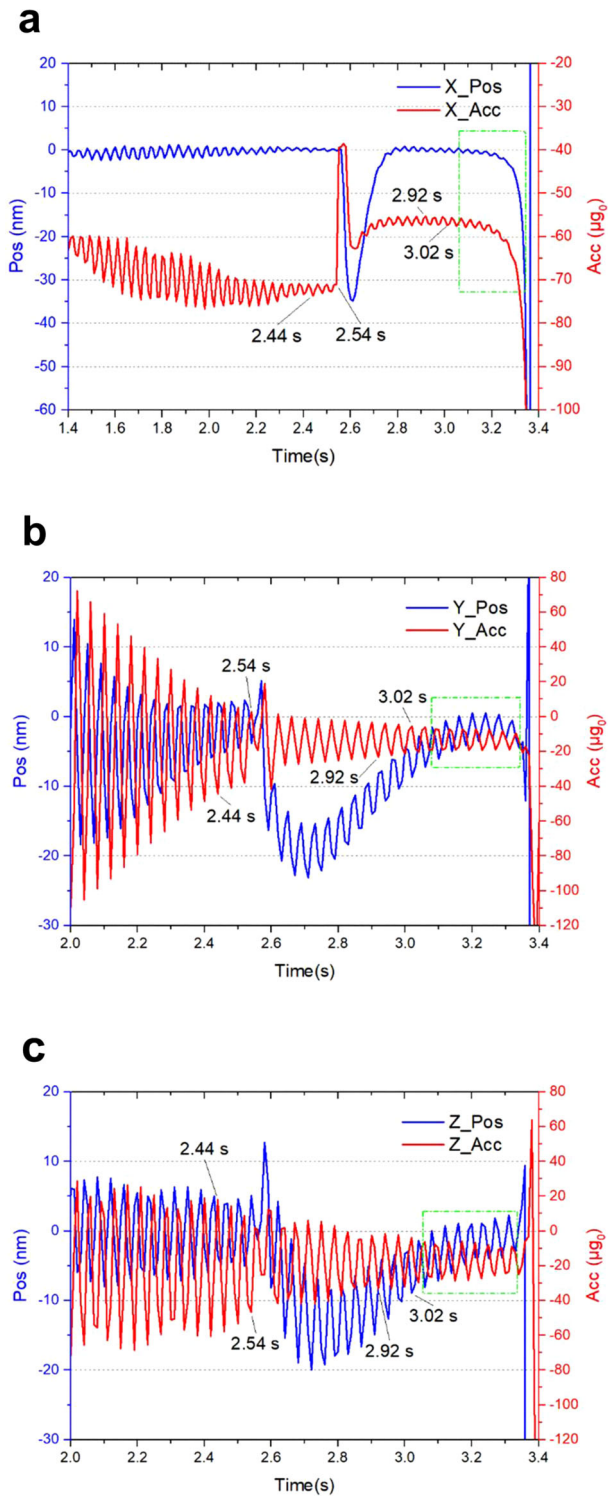 a
X_Pos
X_Acc
20
10
0
-10
-20
-30
-40
-50
-60
Pos (nm)
-20
-30
-40
-50
-60
-70
-80
-90
-100
Acc (µg₀)
2.92 s
3.02 s
2.44 s
2.54 s
1.4 1.6 1.8 2.0 2.2 2.4 2.6 2.8 3.0 3.2 3.4
Time(s)
b
Y_Pos
Y_Acc
20
10
0
-10
-20
-30
Pos (nm)
80
60
40
20
0
-20
-40
-60
-80
-100
-120
Acc (µg₀)
2.54 s
3.02 s
2.92 s
2.44 s
2.0 2.2 2.4 2.6 2.8 3.0 3.2 3.4
Time(s)
c
Z_Pos
Z_Acc
20
10
0
-10
-20
-30
Pos (nm)
80
60
40
20
0
-20
-40
-60
-80
-100
-120
Acc (µg₀)
2.44 s
3.02 s
2.54 s
2.92 s
2.0 2.2 2.4 2.6 2.8 3.0 3.2 3.4
Time(s)